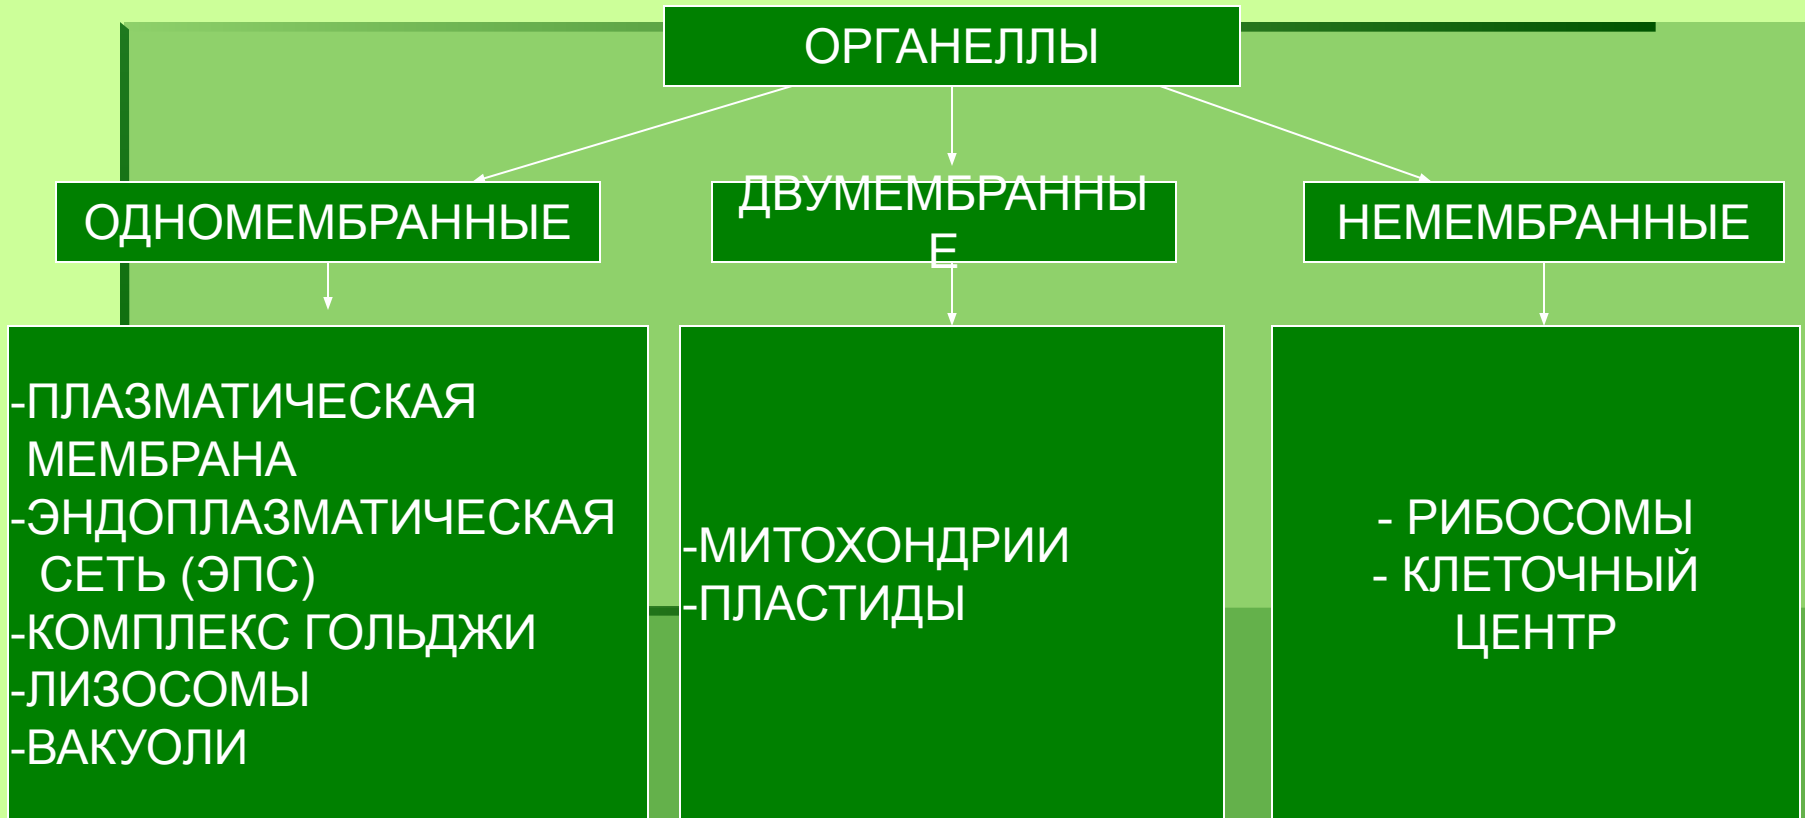 ОРГАНЕЛЛЫ
ОДНОМЕМБРАННЫЕ
ДВУМЕМБРАННЫ
Е
НЕМЕМБРАННЫЕ
-ПЛАЗМАТИЧЕСКАЯ
МЕМБРАНА
-ЭНДОПЛАЗМАТИЧЕСКАЯ
СЕТЬ (ЭПС)
-КОМПЛЕКС ГОЛЬДЖИ
-ЛИЗОСОМЫ
-ВАКУОЛИ
-МИТОХОНДРИИ
-ПЛАСТИДЫ
- РИБОСОМЫ
- КЛЕТОЧНЫЙ
ЦЕНТР